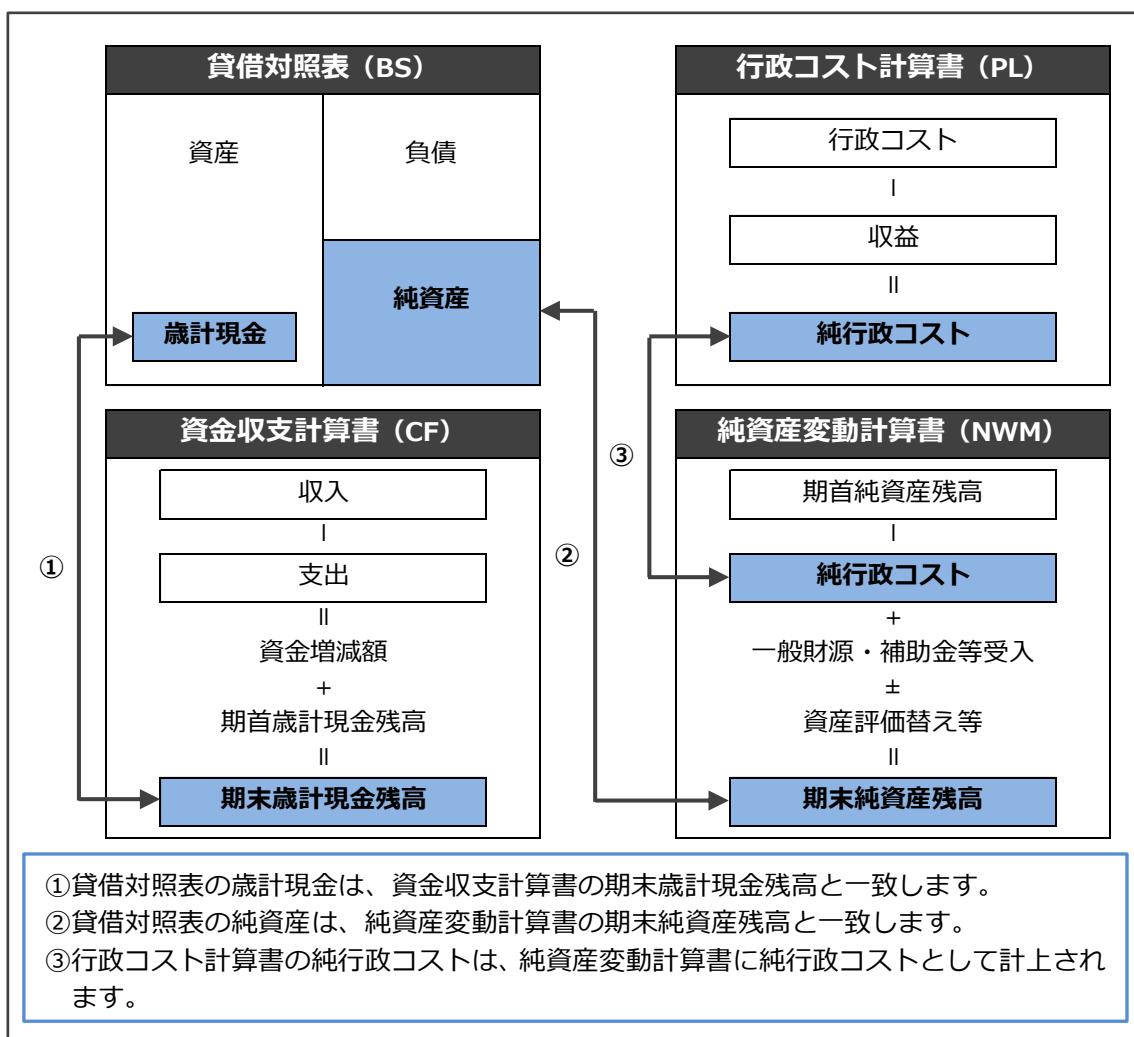 貸借対照表（BS）
資産
負債
純資産
歳計現金
行政コスト計算書（PL）
行政コスト
－
収益
＝
純行政コスト
資金収支計算書（CF）
収入
－
支出
＝
資金増減額
+
期首歳計現金残高
＝
期末歳計現金残高
純資産変動計算書（NWM）
期首純資産残高
－
純行政コスト
+
一般財源・補助金等受入
±
資産評価替え等
＝
期末純資産残高
①
②
③
①貸借対照表の歳計現金は、資金収支計算書の期末歳計現金残高と一致します。
②貸借対照表の純資産は、純資産変動計算書の期末純資産残高と一致します。
③行政コスト計算書の純行政コストは、純資産変動計算書に純行政コストとして計上され
ます。